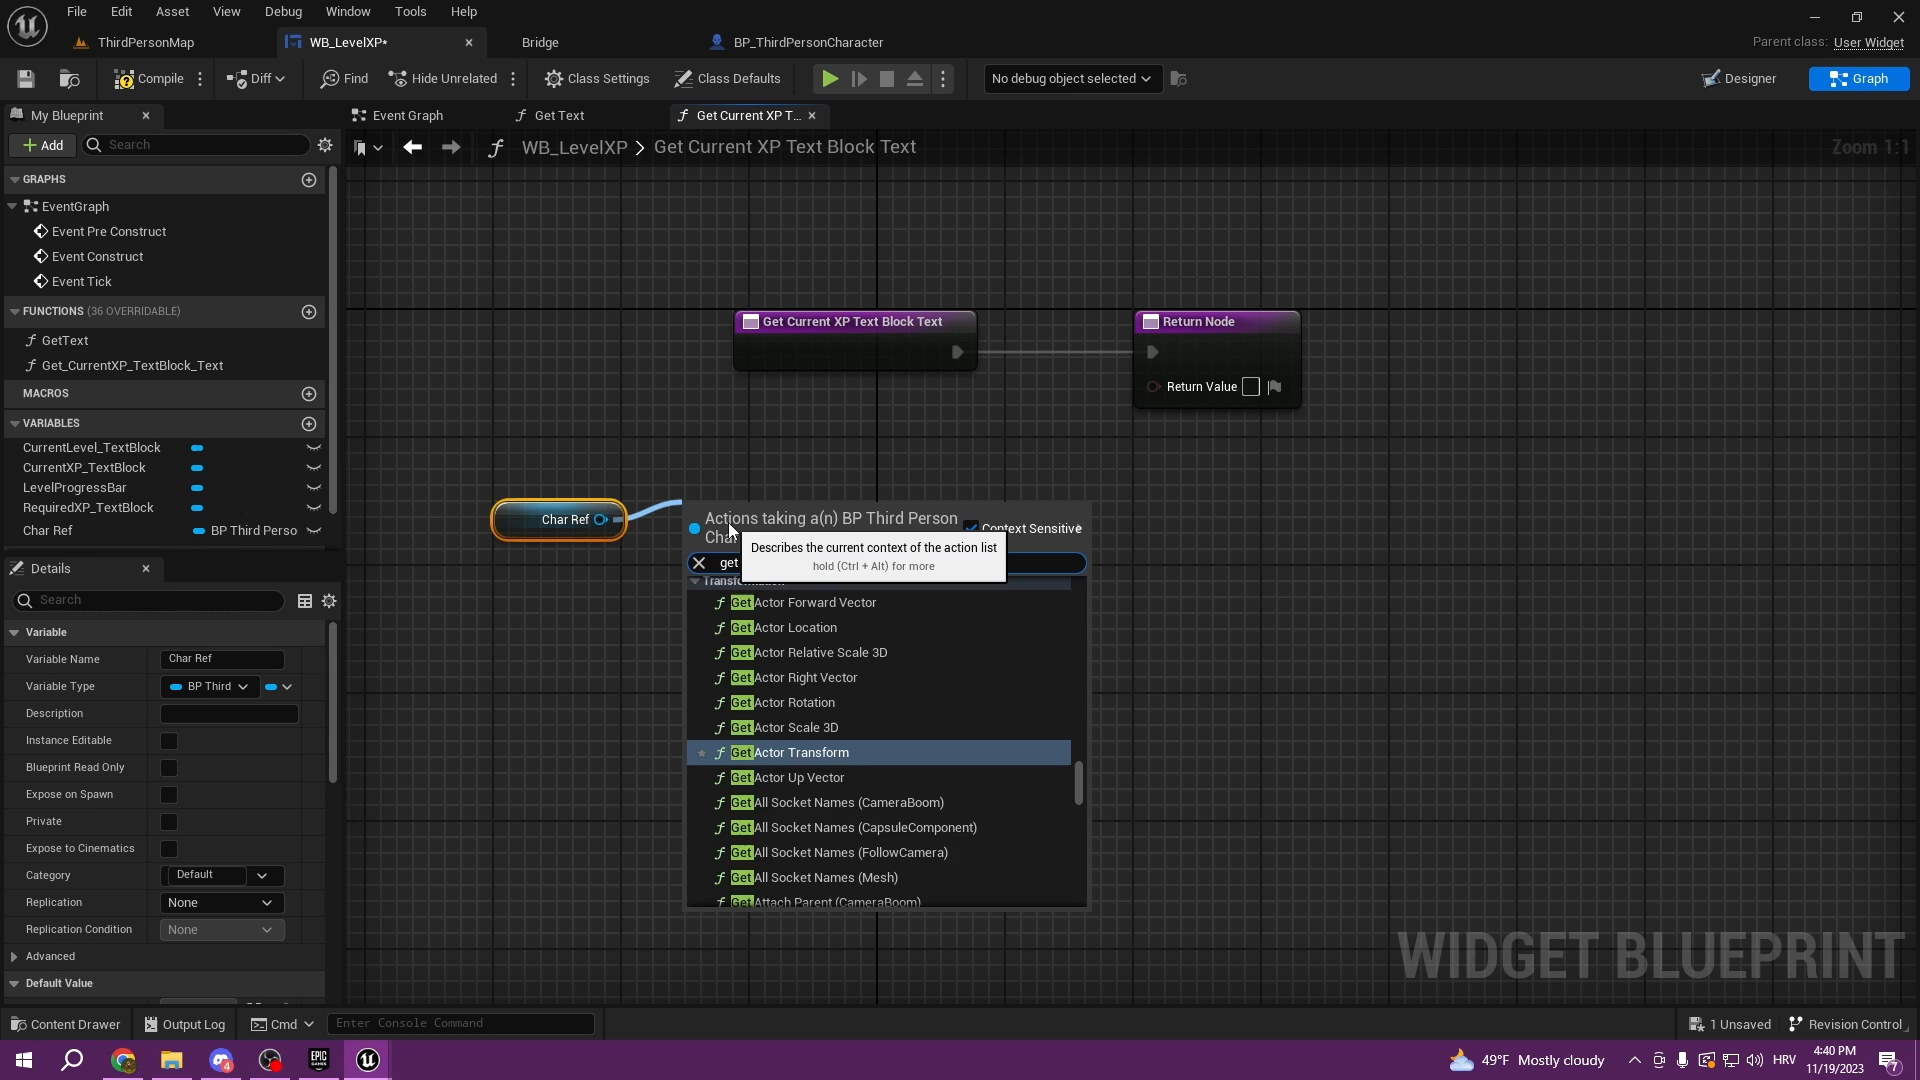 File Edit Asset View Debug Window Tools Help
ThirdPersonMap
WB_LevelXP*
Bridge
BP_ThirdPersonCharacter
Parent class: User Widget
Compile
Diff
Find
Hide Unrelated
Class Settings
Class Defaults
No debug object selected
Designer
Graph
My Blueprint
Event Graph
Get Text
Get Current XP T...
Add
Search
WB_LevelXP > Get Current XP Text Block Text
Zoom 1:1
GRAPHS
EventGraph
Event Pre Construct
Event Construct
Event Tick
FUNCTIONS (36 OVERRIDABLE)
GetText
Get_CurrentXP_TextBlock_Text
MACROS
VARIABLES
CurrentLevel_TextBlock
CurrentXP_TextBlock
LevelProgressBar
RequiredXP_TextBlock
Char Ref
BP Third Perso
Get Current XP Text Block Text
Return Node
Return Value
Char Ref
Actions taking a(n) BP Third Person
Context Sensitive
Describes the current context of the action list
hold (Ctrl + Alt) for more
get
Get Actor Forward Vector
Get Actor Location
Get Actor Relative Scale 3D
Get Actor Right Vector
Get Actor Rotation
Get Actor Scale 3D
Get Actor Transform
Get Actor Up Vector
Get All Socket Names (CameraBoom)
Get All Socket Names (CapsuleComponent)
Get All Socket Names (FollowCamera)
Get All Socket Names (Mesh)
Get Attach Parent (CameraBoom)
Details
Search
Variable
Variable Name Char Ref
Variable Type BP Third
Description
Instance Editable
Blueprint Read Only
Expose on Spawn
Private
Expose to Cinematics
Category Default
Replication None
Replication Condition None
Advanced
Default Value
WIDGET BLUEPRINT
Content Drawer
Output Log
Cmd
Enter Console Command
1 Unsaved
Revision Control
49°F Mostly cloudy
HRV
4:40 PM
11/19/2023
4
7